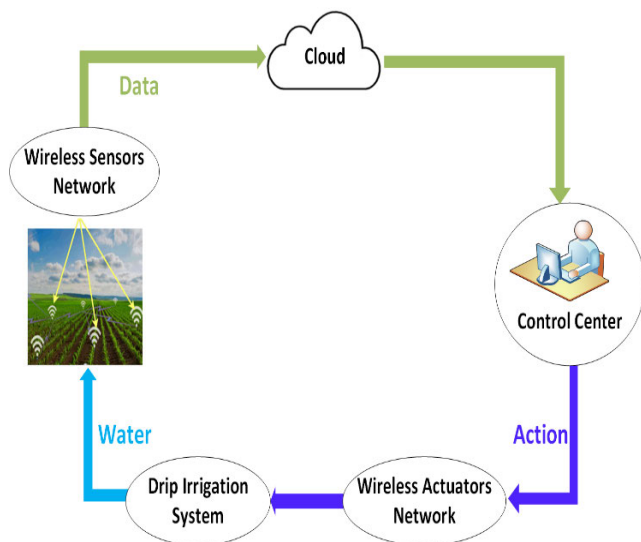 Cloud
Data
Wireless Sensors
Network
Control Center
Water
Action
Drip Irrigation
System
Wireless Actuators
Network